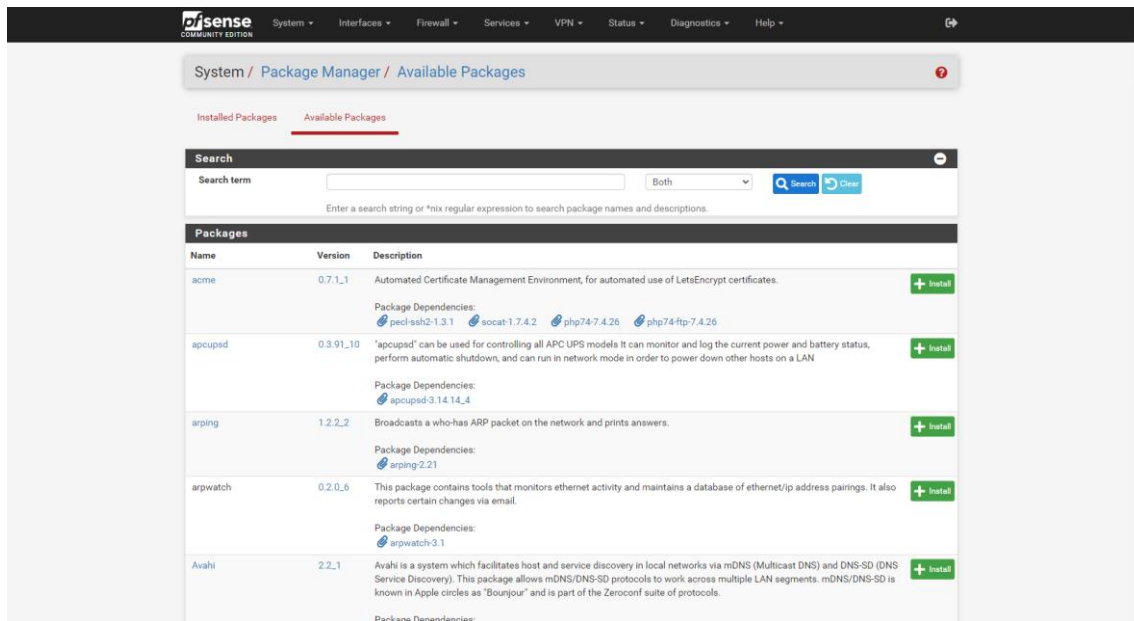 pfsense
COMMUNITY EDITION
System Interfaces Firewall Services VPN Status Diagnostics Help
System / Package Manager / Available Packages
Installed Packages Available Packages
Search
Search term Both Search Clear
Enter a search string or *nix regular expression to search package names and descriptions.
Packages
Name Version Description
acme 0.7.1_1 Automated Certificate Management Environment, for automated use of LetsEncrypt certificates. Install
Package Dependencies:
pecl-ssh2-1.3.1 socat-1.7.4.2 php74-7.4.26 php74-ftp-7.4.26
apcupsd 0.3.91_10 "apcupsd" can be used for controlling all APC UPS models It can monitor and log the current power and battery status, Install
perform automatic shutdown, and can run in network mode in order to power down other hosts on a LAN
Package Dependencies:
apcupsd-3.14.14_4
arping 1.2.2_2 Broadcasts a who-has ARP packet on the network and prints answers. Install
Package Dependencies:
arping-2.21
arpwatch 0.2.0_6 This package contains tools that monitors ethernet activity and maintains a database of ethernet/ip address pairings. It also Install
reports certain changes via email.
Package Dependencies:
arpwatch-3.1
Avahi 2.2_1 Avahi is a system which facilitates host and service discovery in local networks via mDNS (Multicast DNS) and DNS-SD (DNS Install
Service Discovery). This package allows mDNS/DNS-SD protocols to work across multiple LAN segments. mDNS/DNS-SD is
known in Apple circles as "Bounjour" and is part of the Zeroconf suite of protocols.
Package Dependencies: